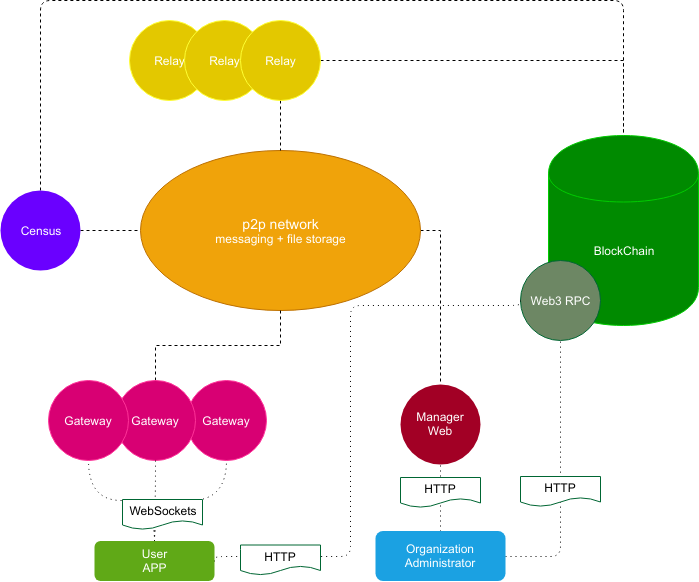 Relay
Relay
Relay
p2p network
messaging + file storage
Census
BlockChain
Web3 RPC
Gateway
Gateway
Gateway
Manager
Web
HTTP
HTTP
WebSockets
User
APP
HTTP
Organization
Administrator